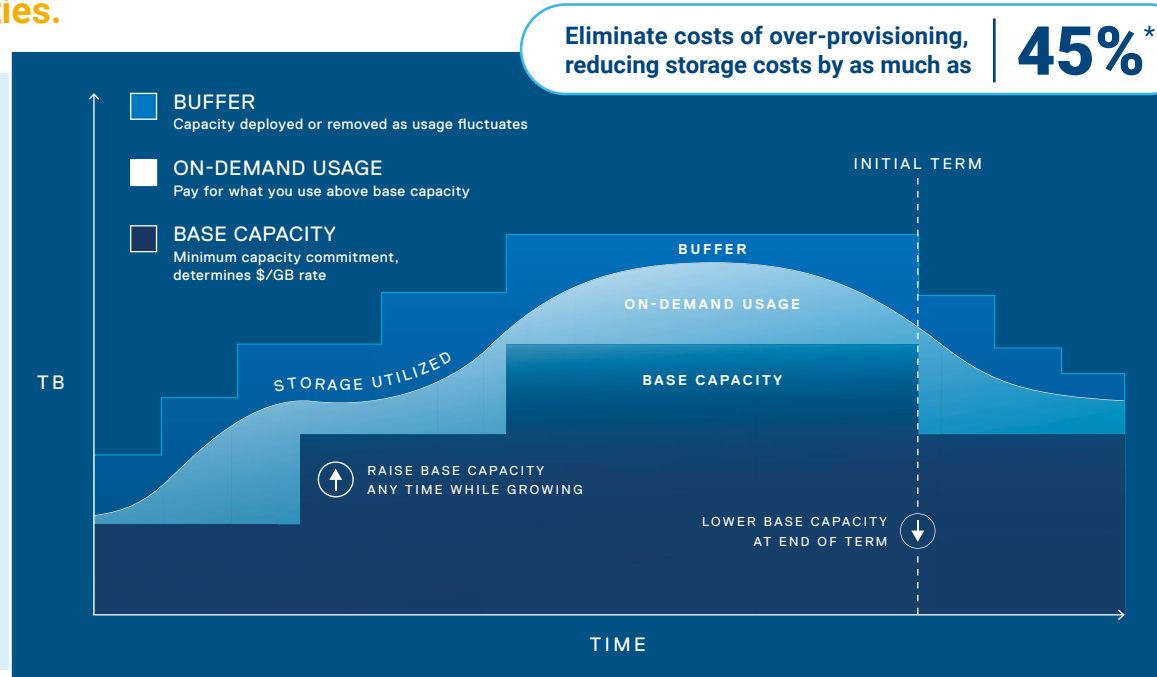 ties.
Eliminate costs of over-provisioning,
reducing storage costs by as much as
45%*
BUFFER
Capacity deployed or removed as usage fluctuates
ON-DEMAND USAGE
Pay for what you use above base capacity
BASE CAPACITY
Minimum capacity commitment,
determines $/GB rate
INITIAL TERM
BUFFER
ON-DEMAND USAGE
STORAGE UTILIZED
BASE CAPACITY
TB
RAISE BASE CAPACITY
ANY TIME WHILE GROWING
LOWER BASE CAPACITY
AT END OF TERM
TIME